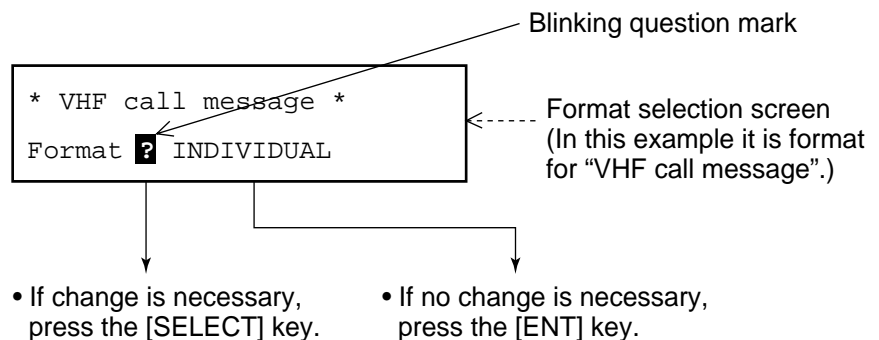 Blinking question mark
* VHF call message *
Format ? INDIVIDUAL
Format selection screen
(In this example it is format
for “VHF call message”.)
• If change is necessary,
press the [SELECT] key.
• If no change is necessary,
press the [ENT] key.